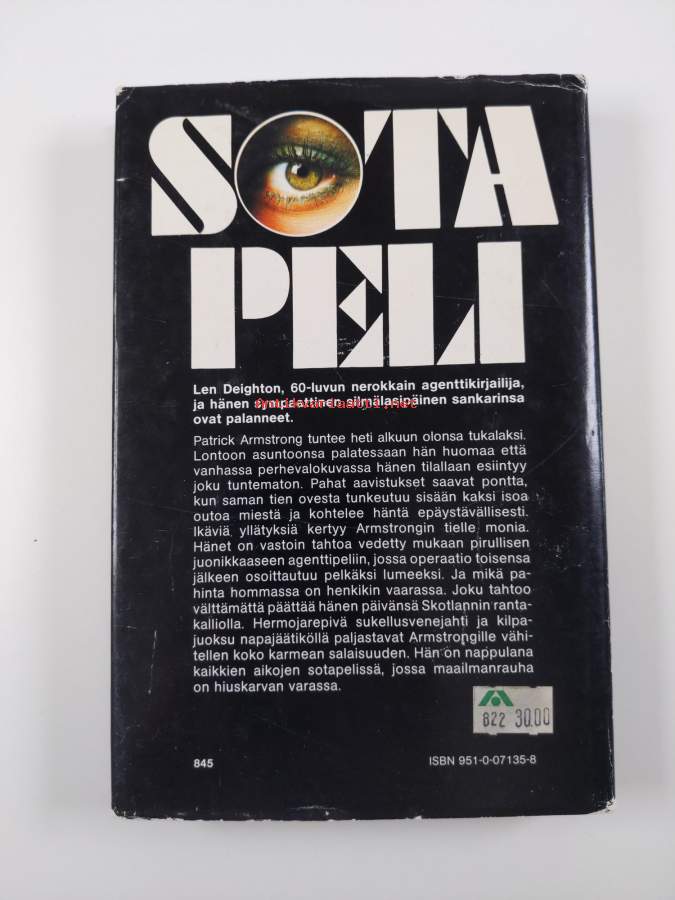 SOTA
PELI
Len Deighton, 60-luvun nerokkain agenttikirjailija,
ja hänen sympaattinen silmälasipäinen sankarinsa
ovat palanneet.
Patrick Armstrong tuntee heti alkuun olonsa tukalaksi.
Lontoon asuntoonsa palatessaan hän huomaa että
vanhassa perhevalokuvassa hänen tilallaan esiintyy
joku tuntematon. Pahat aavistukset saavat pontta,
kun saman tien ovesta tunkeutuu sisään kaksi isoa
outoa miestä ja kohtelee häntä epäystävällisesti.
Ikäviä yllätyksiä kertyy Armstrongin tielle monia.
Hänet on vastoin tahtoa vedetty mukaan pirullisen
juonikkaaseen agenttipeliin, jossa operaatio toisensa
jälkeen osoittautuu pelkäksi lumeeksi. Ja mikä pa-
hinta hommassa on henkikin vaarassa. Joku tahtoo
välttämättä päättää hänen päivänsä Skotlannin ranta-
kalliolla. Hermojarepivä sukellusvenejahti ja kilpa-
juoksu napajäätiköllä paljastavat Armstrongille vähi-
tellen koko karmean salaisuuden. Hän on nappulana
kaikkien aikojen sotapelissä, jossa maailmanrauha
on hiuskarvan varassa.
822 30.00
845
ISBN 951-0-07135-8